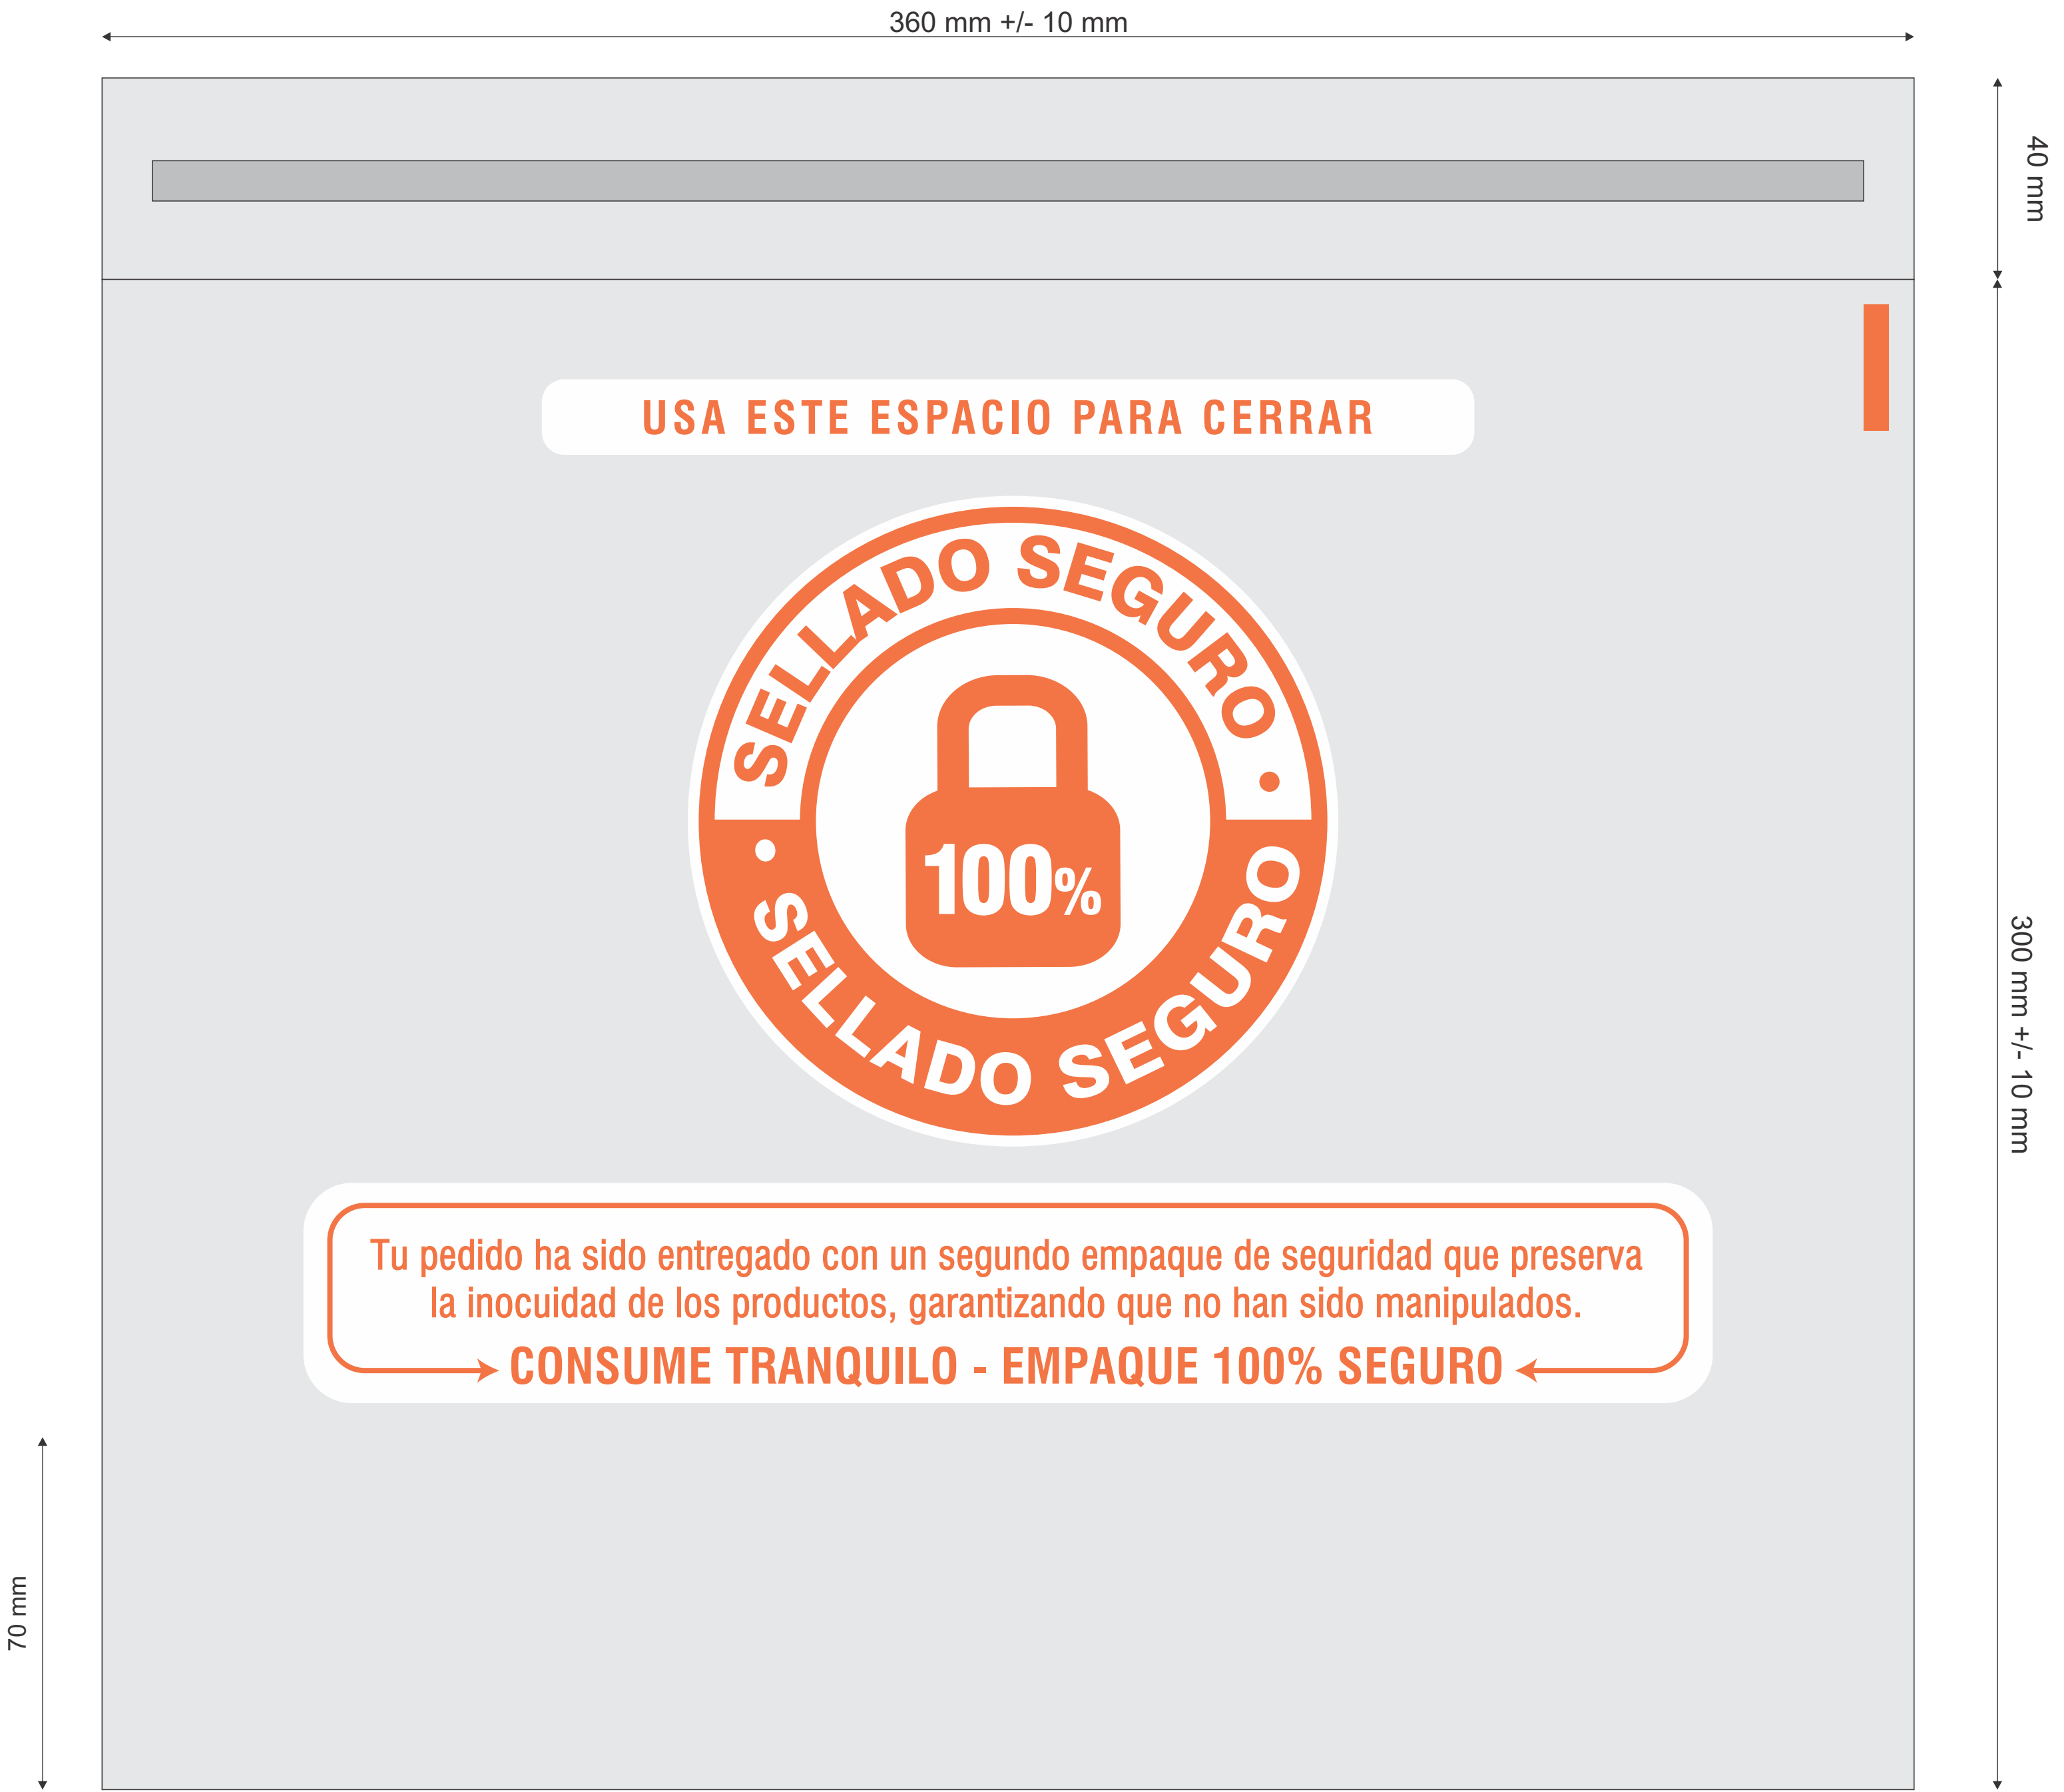 360 mm +/- 10 mm
40 mm
USA ESTE ESPACIO PARA CERRAR
SELLADO SEGURO •
100%
• SELLADO SEGURO
300 mm +/- 10 mm
Tu pedido ha sido entregado con un segundo empaque de seguridad que preserva
la inocuidad de los productos, garantizando que no han sido manipulados.
CONSUME TRANQUILO - EMPAQUE 100% SEGURO
70 mm